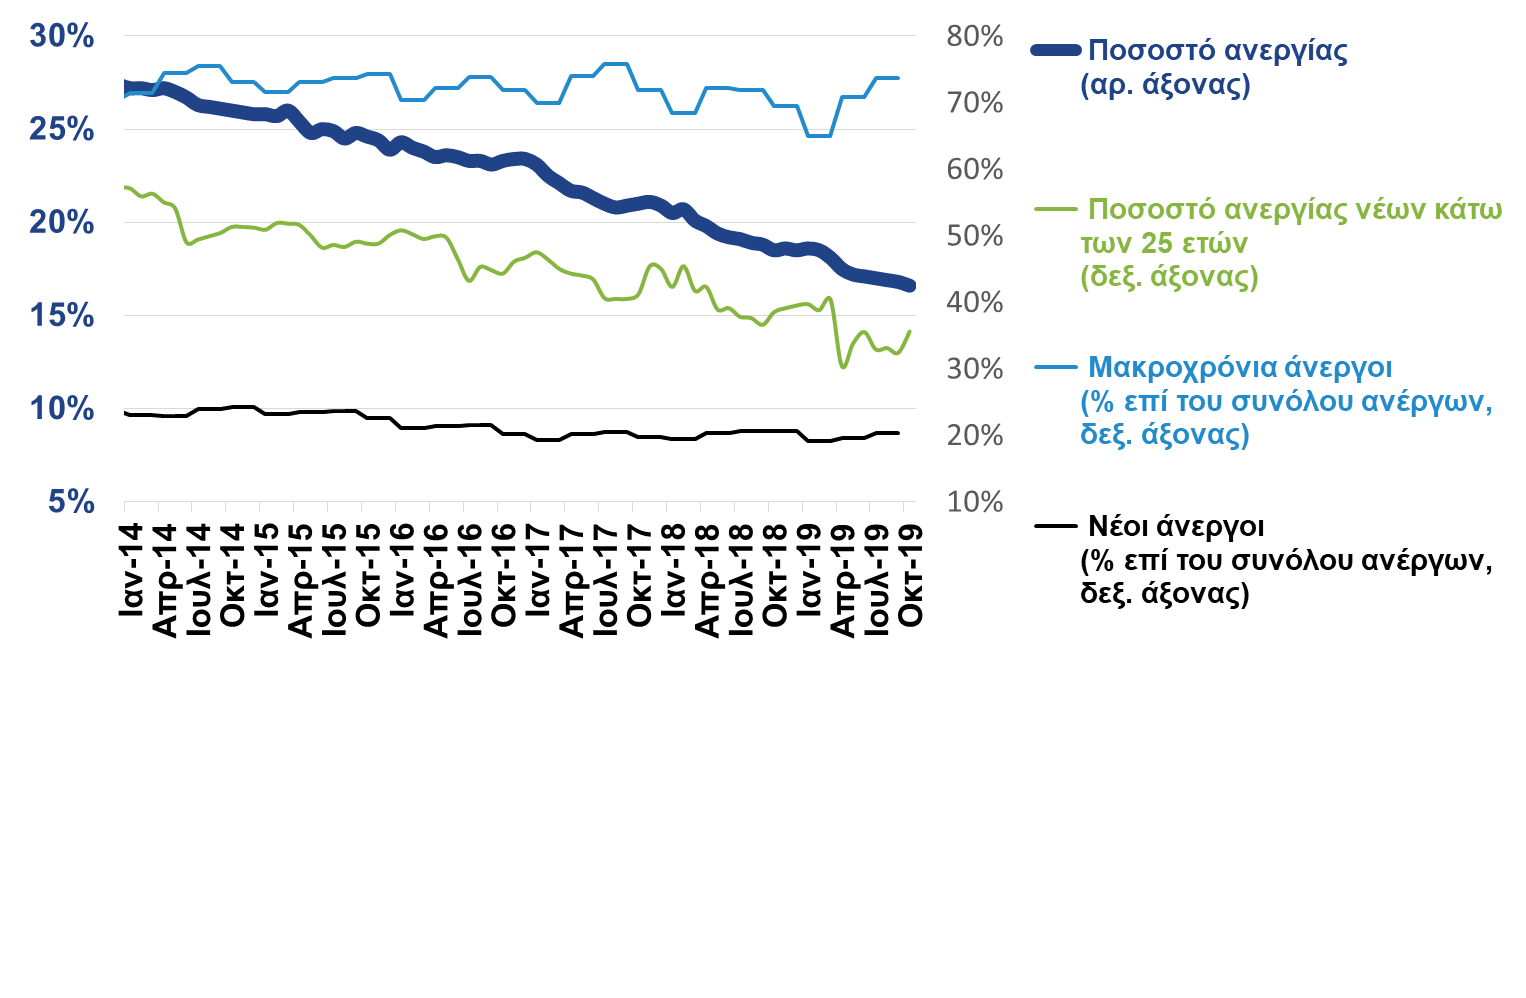 30%
25%
20%
15%
10%
5%
80%
70%
60%
50%
40%
30%
20%
10%
Ιαν-14
Απρ-14
Ιουλ-14
Οκτ-14
Ιαν-15
Απρ-15
Ιουλ-15
Οκτ-15
Ιαν-16
Απρ-16
Ιουλ-16
Οκτ-16
Ιαν-17
Απρ-17
Ιουλ-17
Οκτ-17
Ιαν-18
Απρ-18
Ιουλ-18
Οκτ-18
Ιαν-19
Απρ-19
Ιουλ-19
Οκτ-19
Ποσοστό ανεργίας
(αρ. άξονας)
Ποσοστό ανεργίας νέων κάτω
των 25 ετών
(δεξ. άξονας)
Μακροχρόνια άνεργοι
(% επί του συνόλου ανέργων,
δεξ. άξονας)
Νέοι άνεργοι
(% επί του συνόλου ανέργων,
δεξ. άξονας)